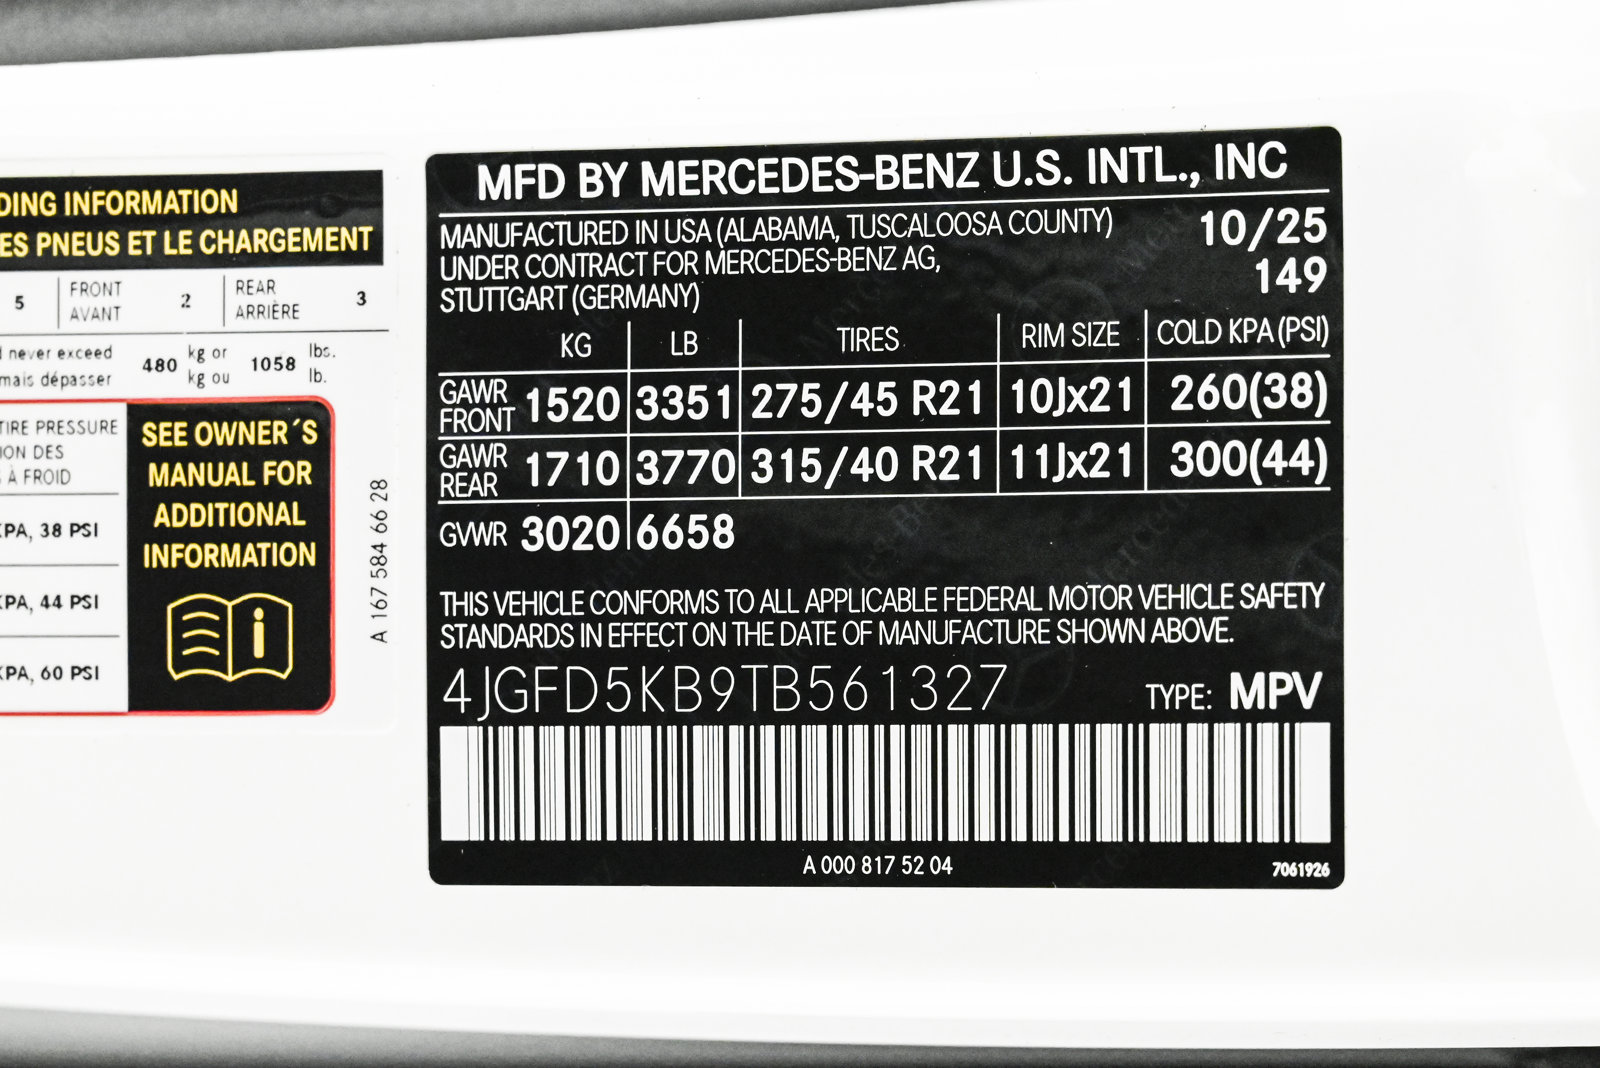 DING INFORMATION
ES PNEUS ET LE CHARGEMENT
5 FRONT AVANT 2 REAR ARRIÈRE 3
never exceed 480 kg or 1058 lbs.
mais dépasser kg ou lb.
TIRE PRESSURE
ION DES
À FROID
KPA, 38 PSI
KPA, 44 PSI
KPA, 60 PSI
SEE OWNER´S
MANUAL FOR
ADDITIONAL
INFORMATION
A 167 584 66 28
MFD BY MERCEDES-BENZ U.S. INTL., INC
MANUFACTURED IN USA (ALABAMA, TUSCALOOSA COUNTY) 10/25
UNDER CONTRACT FOR MERCEDES-BENZ AG, 149
STUTTGART (GERMANY)
KG LB TIRES RIM SIZE COLD KPA (PSI)
GAWR FRONT 1520 3351 275/45 R21 10Jx21 260(38)
GAWR REAR 1710 3770 315/40 R21 11Jx21 300(44)
GVWR 3020 6658
THIS VEHICLE CONFORMS TO ALL APPLICABLE FEDERAL MOTOR VEHICLE SAFETY
STANDARDS IN EFFECT ON THE DATE OF MANUFACTURE SHOWN ABOVE.
4JGFD5KB9TB561327 TYPE: MPV
A 000 817 52 04 7061926